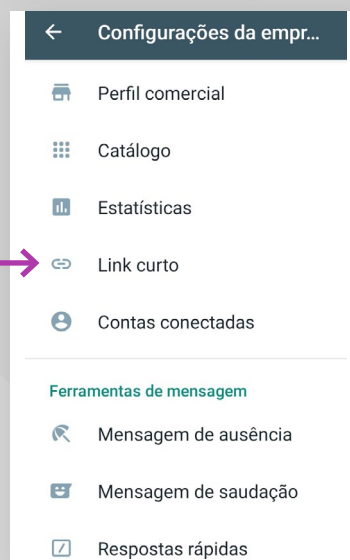 Configurações da empr...
Perfil comercial
Catálogo
Estatísticas
Link curto
Contas conectadas
Ferramentas de mensagem
Mensagem de ausência
Mensagem de saudação
Respostas rápidas